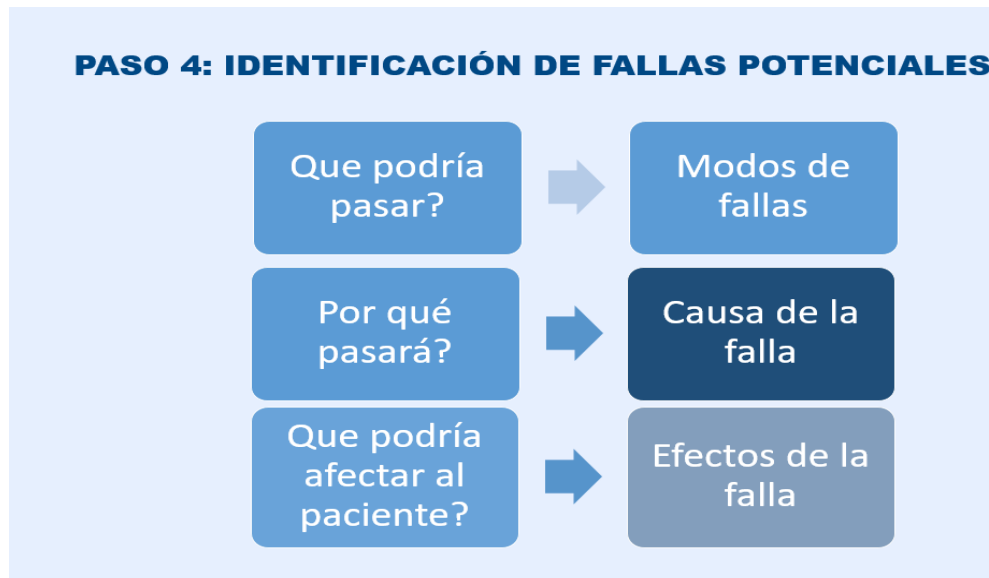 PASO 4: IDENTIFICACIÓN DE FALLAS POTENCIALES
Que podría
pasar?
Modos de
fallas
Por qué
pasará?
Causa de la
falla
Que podría
afectar al
paciente?
Efectos de la
falla